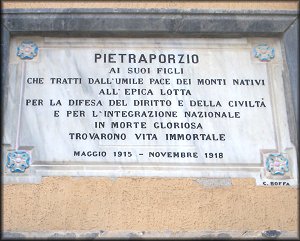 PIETRAPORZIO
AI SUOI FIGLI
CHE TRATTI DALL'UMILE PACE DEI MONTI NATIVI
ALL'EPICA LOTTA
PER LA DIFESA DEL DIRITTO E DELLA CIVILTÀ
E PER L'INTEGRAZIONE NAZIONALE
IN MORTE GLORIOSA
TROVARONO VITA IMMORTALE
MAGGIO 1915 - NOVEMBRE 1918
C. BOFFA